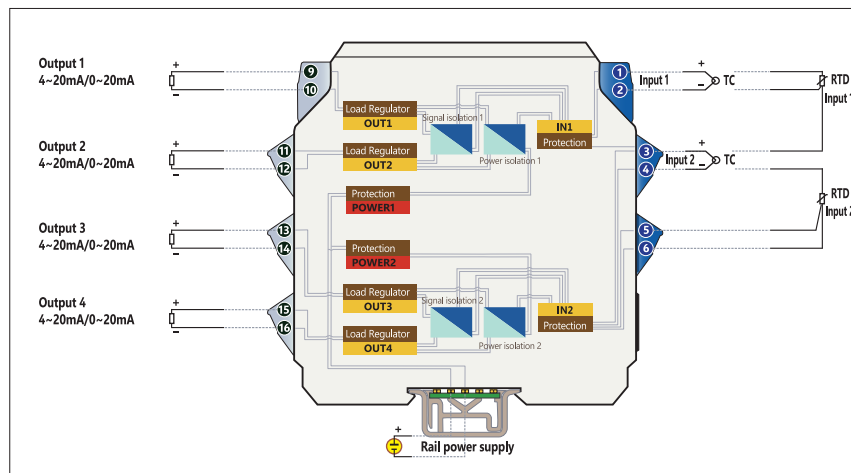 Output 1
4~20mA/0~20mA
+
−
9
10
Output 2
4~20mA/0~20mA
+
−
11
12
Output 3
4~20mA/0~20mA
+
−
13
14
Output 4
4~20mA/0~20mA
+
−
15
16
Load Regulator
OUT1
Signal isolation 1
Load Regulator
OUT2
Power isolation 1
IN1
Protection
Protection
POWER1
Protection
POWER2
Load Regulator
OUT3
Signal isolation 2
Load Regulator
OUT4
Power isolation 2
IN2
Protection
1
2
Input 1
+
−
TC
RTD
Input 1
3
4
Input 2
+
−
TC
RTD
Input 2
5
6
+
−
Rail power supply